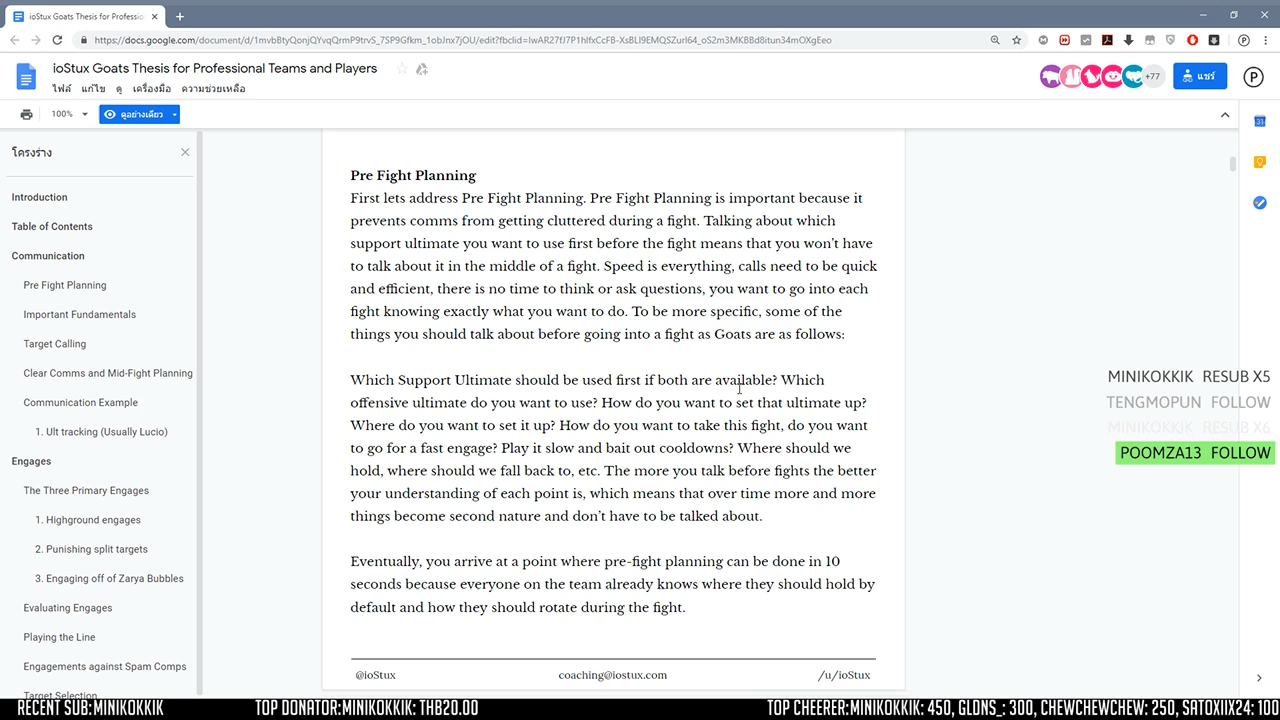 ioStux Goats Thesis for Professio
https://docs.google.com/document/d/1mvbBtyQonjQYvqQrmP9trvS_7SP9Gfkm_1obJnx7jOU/edit?fbclid=IwAR27fJ7P1hlfxCcFB-XsBLl9EMQSZurl64_oS2m3MKBBd8itun34mOXgEeo
ioStux Goats Thesis for Professional Teams and Players
ไฟล์ แก้ไข ดู เครื่องมือ ความช่วยเหลือ
+77
แชร์
P
100%
ดูอย่างเดียว
โครงร่าง
Introduction
Table of Contents
Communication
Pre Fight Planning
Important Fundamentals
Target Calling
Clear Comms and Mid-Fight Planning
Communication Example
1. Ult tracking (Usually Lucio)
Engages
The Three Primary Engages
1. Highground engages
2. Punishing split targets
3. Engaging off of Zarya Bubbles
Evaluating Engages
Playing the Line
Engagements against Spam Comps
Target Selection
Pre Fight Planning
First lets address Pre Fight Planning. Pre Fight Planning is important because it
prevents comms from getting cluttered during a fight. Talking about which
support ultimate you want to use first before the fight means that you won't have
to talk about it in the middle of a fight. Speed is everything, calls need to be quick
and efficient, there is no time to think or ask questions, you want to go into each
fight knowing exactly what you want to do. To be more specific, some of the
things you should talk about before going into a fight as Goats are as follows:
Which Support Ultimate should be used first if both are available? Which
offensive ultimate do you want to use? How do you want to set that ultimate up?
Where do you want to set it up? How do you want to take this fight, do you want
to go for a fast engage? Play it slow and bait out cooldowns? Where should we
hold, where should we fall back to, etc. The more you talk before fights the better
your understanding of each point is, which means that over time more and more
things become second nature and don't have to be talked about.
Eventually, you arrive at a point where pre-fight planning can be done in 10
seconds because everyone on the team already knows where they should hold by
default and how they should rotate during the fight.
@ioStux coaching@iostux.com /u/ioStux
MINIKOKKIK RESUB X5
TENGMOPUN FOLLOW
MINIKOKKIK RESUB X6
POOMZA13 FOLLOW
RECENT SUB:MINIKOKKIK TOP DONATOR:MINIKOKKIK: THB20.00 TOP CHEERER:MINIKOKKIK: 450, GLDNS_: 300, CHEWCHEWCHEW: 250, SATOXIIX24: 100